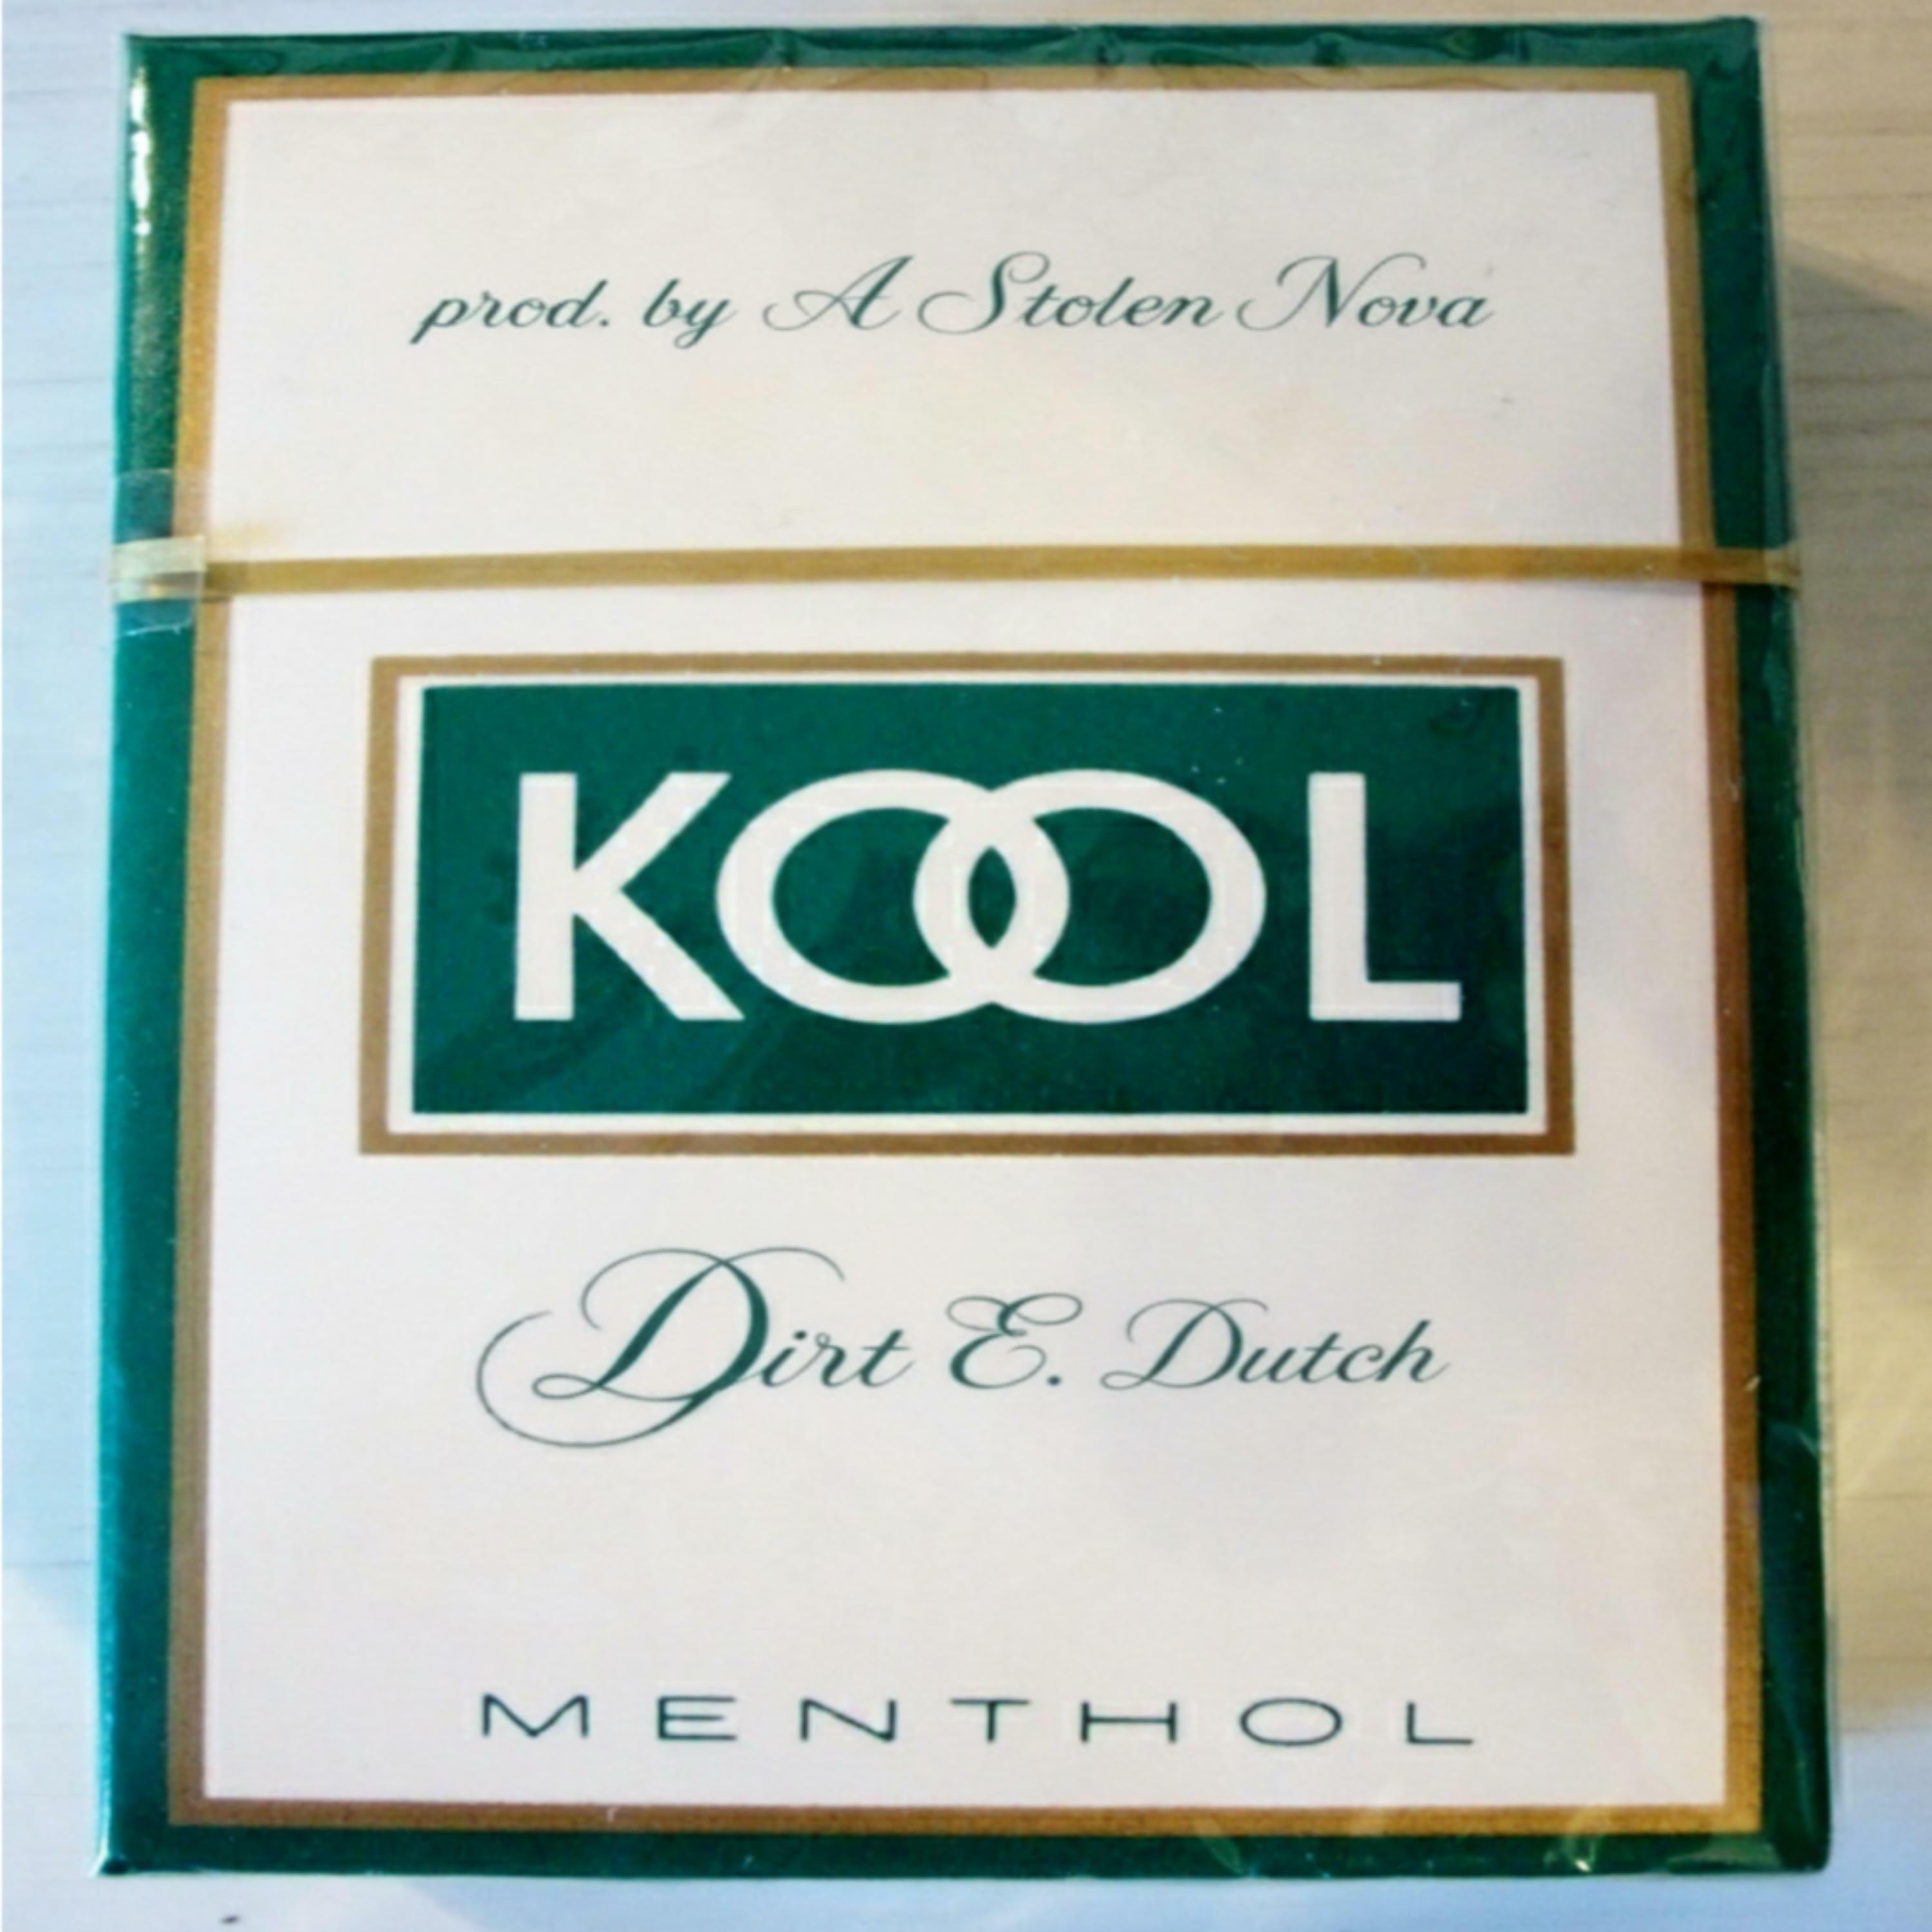 prod. by A Stolen Nova
KOOL
Dirt E. Dutch
MENTHOL